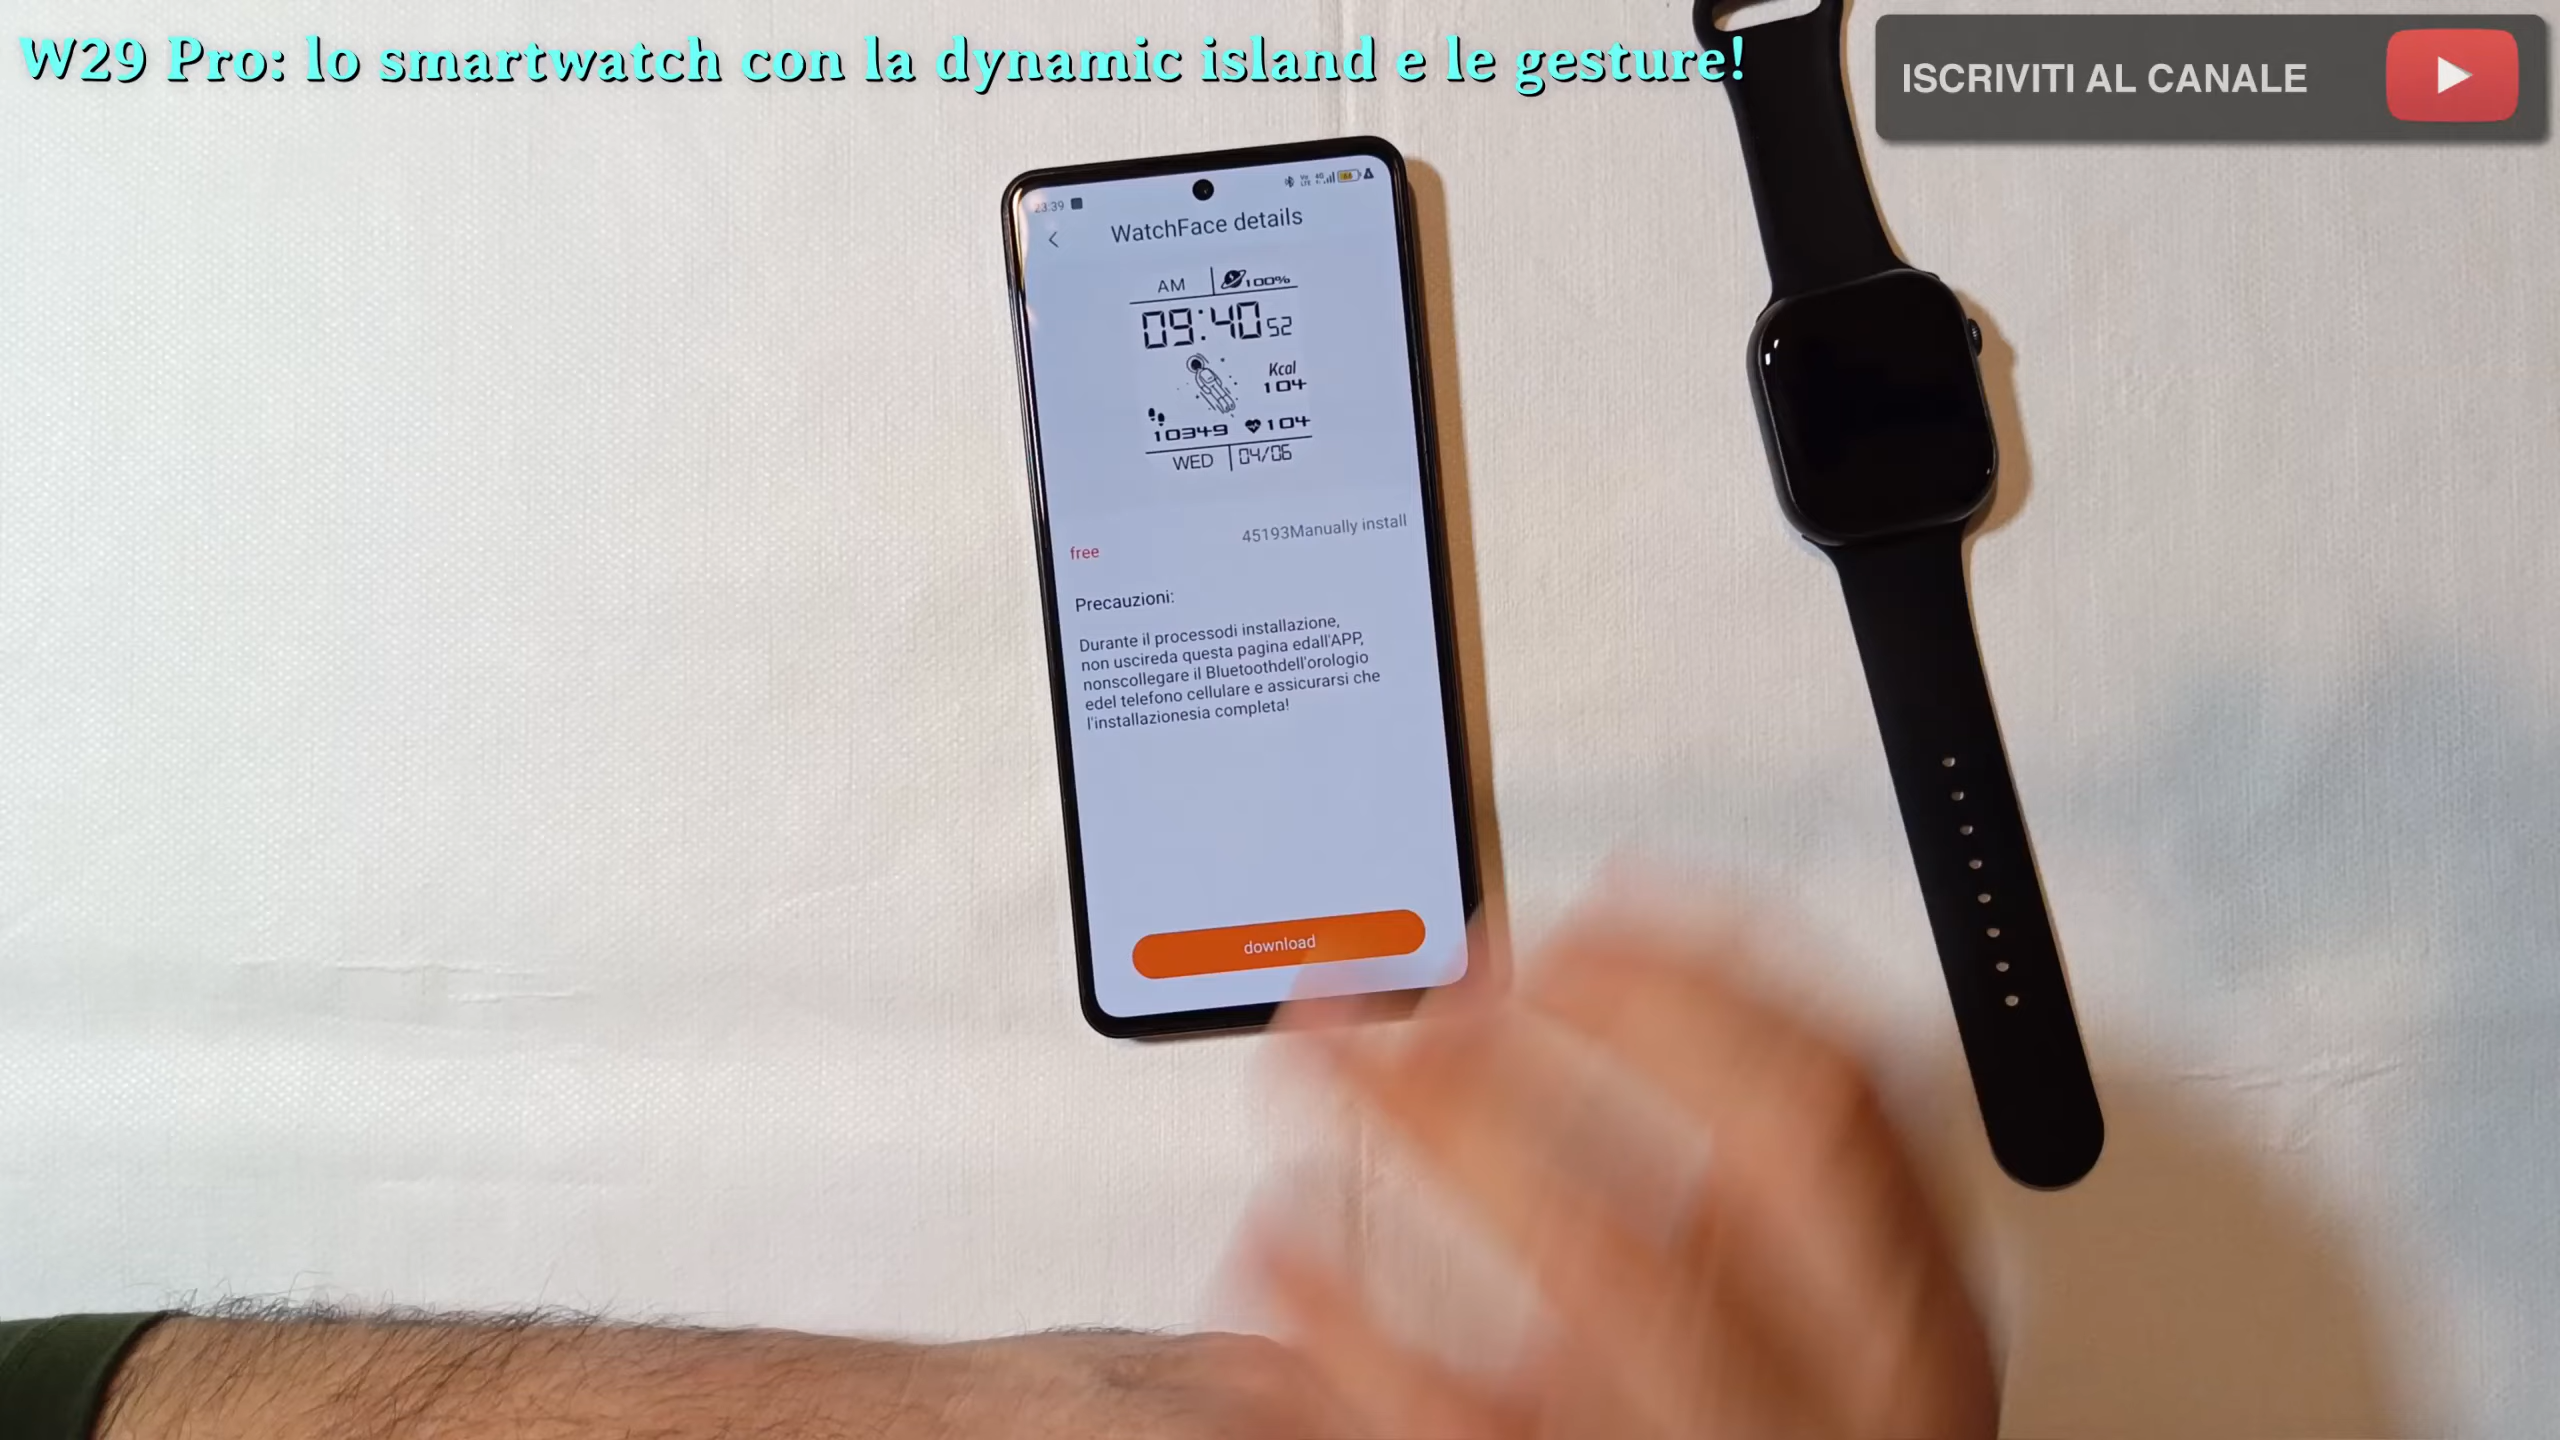 W29 Pro: lo smartwatch con la dynamic island e le gesture!
ISCRIVITI AL CANALE
23:39
WatchFace details
AM 100%
09:40 52
Kcal
104
10349 104
WED 04/06
free 45193Manually install
Precauzioni:
Durante il processodi installazione,
non uscireda questa pagina edall'APP,
nonscollegare il Bluetoothdell'orologio
edel telefono cellulare e assicurarsi che
l'installazionesia completa!
download